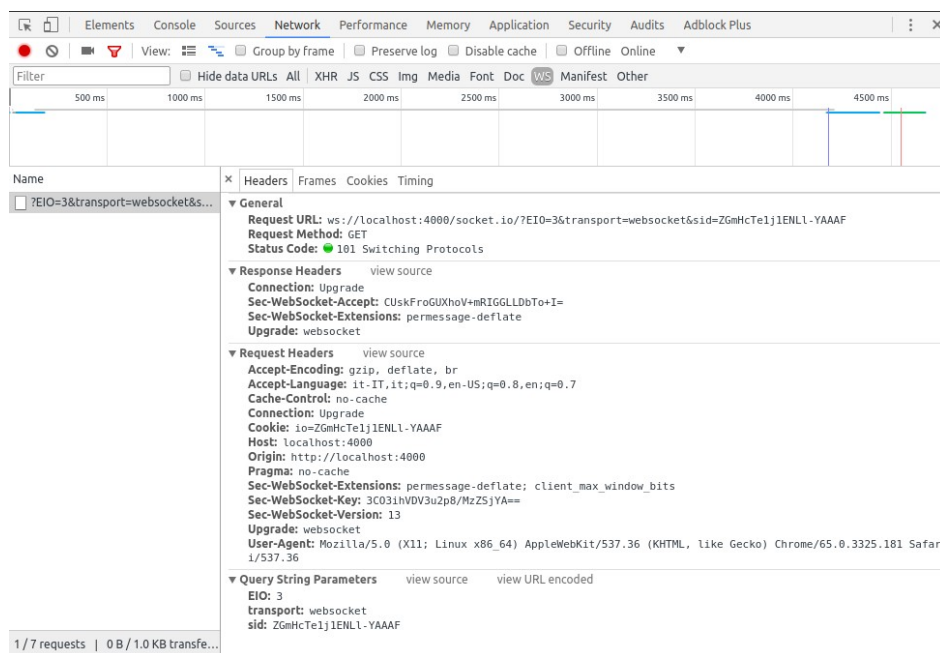 Elements Console Sources Network Performance Memory Application Security Audits Adblock Plus
View: Group by frame Preserve log Disable cache Offline Online
Filter Hide data URLs All XHR JS CSS Img Media Font Doc WS Manifest Other
500 ms 1000 ms 1500 ms 2000 ms 2500 ms 3000 ms 3500 ms 4000 ms 4500 ms
Name
?EIO=3&transport=websocket&s...
× Headers Frames Cookies Timing
▼ General
Request URL: ws://localhost:4000/socket.io/?EIO=3&transport=websocket&sid=ZGmHcTe1j1ENLl-YAAAF
Request Method: GET
Status Code: 101 Switching Protocols
▼ Response Headers view source
Connection: Upgrade
Sec-WebSocket-Accept: CUskFroGUXhoV+mRIGGLLDbTo+I=
Sec-WebSocket-Extensions: permessage-deflate
Upgrade: websocket
▼ Request Headers view source
Accept-Encoding: gzip, deflate, br
Accept-Language: it-IT,it;q=0.9,en-US;q=0.8,en;q=0.7
Cache-Control: no-cache
Connection: Upgrade
Cookie: io=ZGmHcTe1j1ENLl-YAAAF
Host: localhost:4000
Origin: http://localhost:4000
Pragma: no-cache
Sec-WebSocket-Extensions: permessage-deflate; client_max_window_bits
Sec-WebSocket-Key: 3CO3ihVDV3u2p8/MzZSjYA==
Sec-WebSocket-Version: 13
Upgrade: websocket
User-Agent: Mozilla/5.0 (X11; Linux x86_64) AppleWebKit/537.36 (KHTML, like Gecko) Chrome/65.0.3325.181 Safar
i/537.36
▼ Query String Parameters view source view URL encoded
EIO: 3
transport: websocket
sid: ZGmHcTe1j1ENLl-YAAAF
1 / 7 requests | 0 B / 1.0 KB transfe...